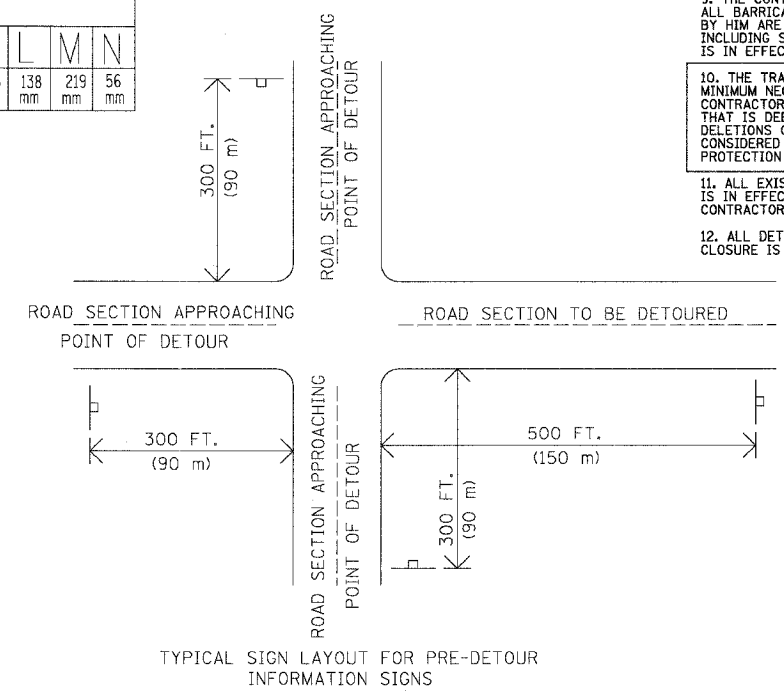 L M N
138 mm 219 mm 56 mm
ALL BARRICA
BY HIM ARE
INCLUDING S
IS IN EFFEC
10. THE TRA
MINIMUM NEC
CONTRACTOR
THAT IS DEE
DELETIONS O
CONSIDERED
PROTECTION
11. ALL EXIS
IS IN EFFEC
CONTRACTOR
12. ALL DET
CLOSURE IS
300 FT.
(90 m)
ROAD SECTION APPROACHING
POINT OF DETOUR
ROAD SECTION APPROACHING
POINT OF DETOUR
ROAD SECTION TO BE DETOURED
300 FT.
(90 m)
ROAD SECTION APPROACHING
POINT OF DETOUR
300 FT.
(90 m)
500 FT.
(150 m)
TYPICAL SIGN LAYOUT FOR PRE-DETOUR
INFORMATION SIGNS